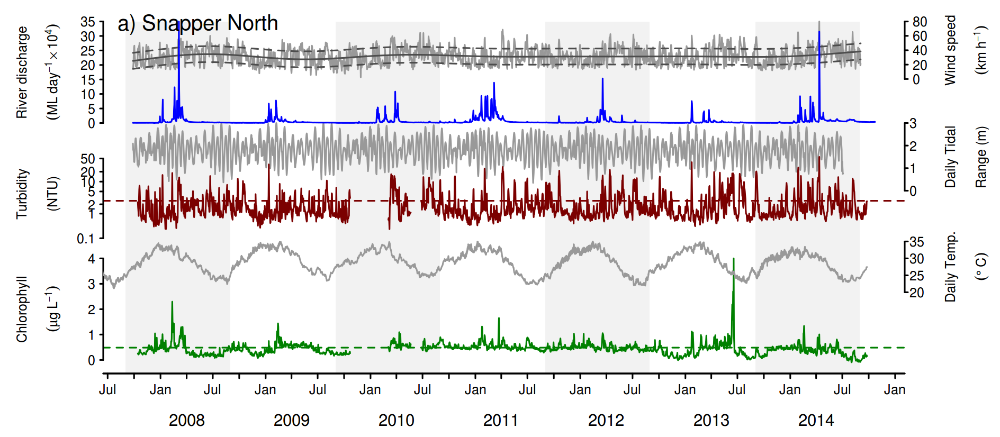 a) Snapper North
River discharge
(ML day⁻¹ × 10⁴)
35
30
25
20
15
10
5
0
Wind speed
(km h⁻¹)
80
60
40
20
0
Daily Tidal
Range (m)
3
2
1
0
Turbidity
(NTU)
50
20
10
5
2
1
0.1
Daily Temp.
(° C)
35
30
25
20
Chlorophyll
(µg L⁻¹)
4
3
2
1
0
Jul Jan Jul Jan Jul Jan Jul Jan Jul Jan Jul Jan Jul Jan Jul Jan
2008 2009 2010 2011 2012 2013 2014